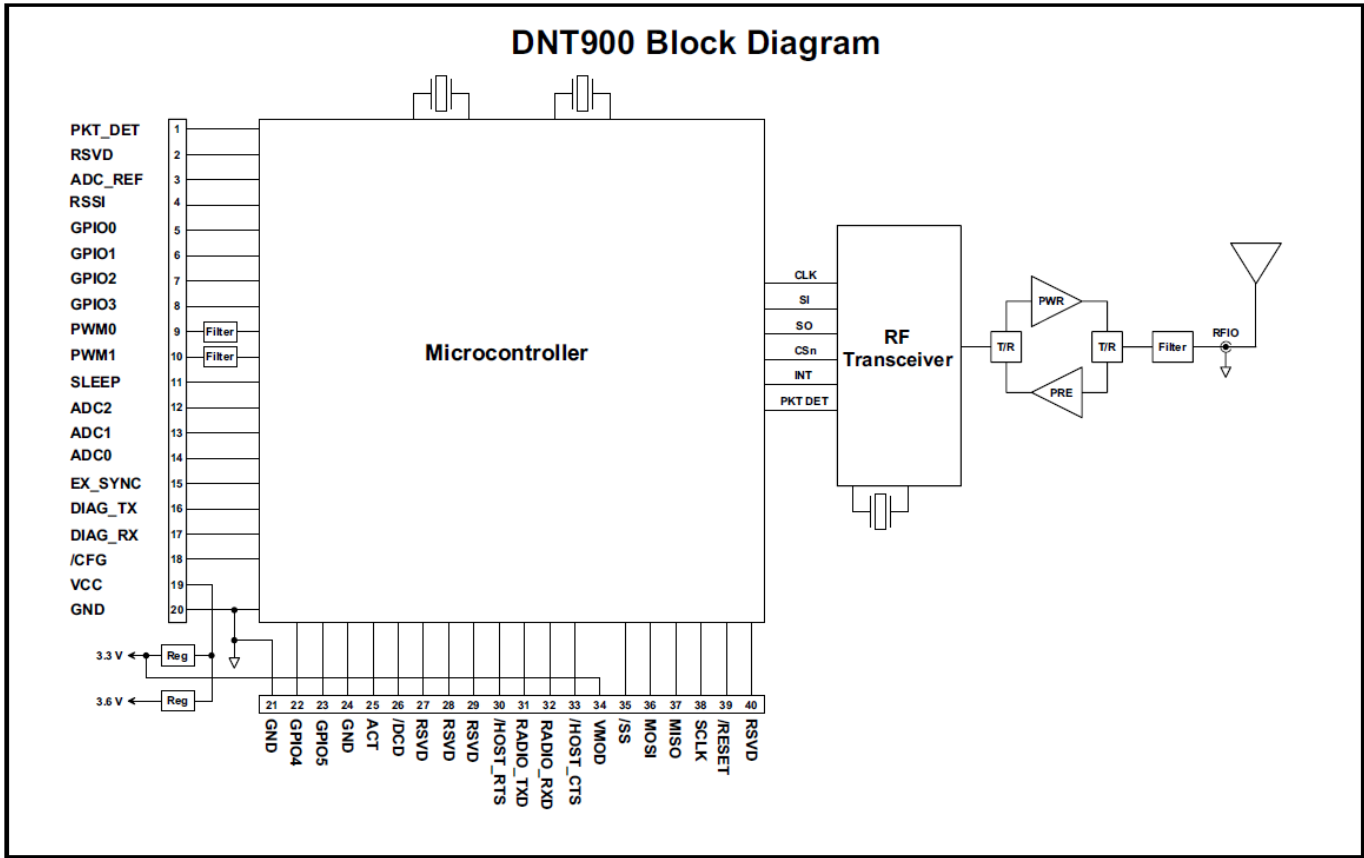 DNT900 Block Diagram
PKT_DET 1
RSVD 2
ADC_REF 3
RSSI 4
GPIO0 5
GPIO1 6
GPIO2 7
GPIO3 8
PWM0 9 Filter
PWM1 10 Filter
SLEEP 11
ADC2 12
ADC1 13
ADC0 14
EX_SYNC 15
DIAG_TX 16
DIAG_RX 17
/CFG 18
VCC 19
GND 20
Microcontroller
CLK
SI
SO
CSn
INT
PKT DET
RF
Transceiver
T/R
PWR
PRE
T/R
Filter
RFIO
3.3 V Reg
3.6 V Reg
21 22 23 24 25 26 27 28 29 30 31 32 33 34 35 36 37 38 39 40
GND
GPIO4
GPIO5
GND
ACT
/DCD
RSVD
RSVD
RSVD
/HOST_RTS
RADIO_TXD
RADIO_RXD
/HOST_CTS
VMOD
/SS
MOSI
MISO
SCLK
/RESET
RSVD